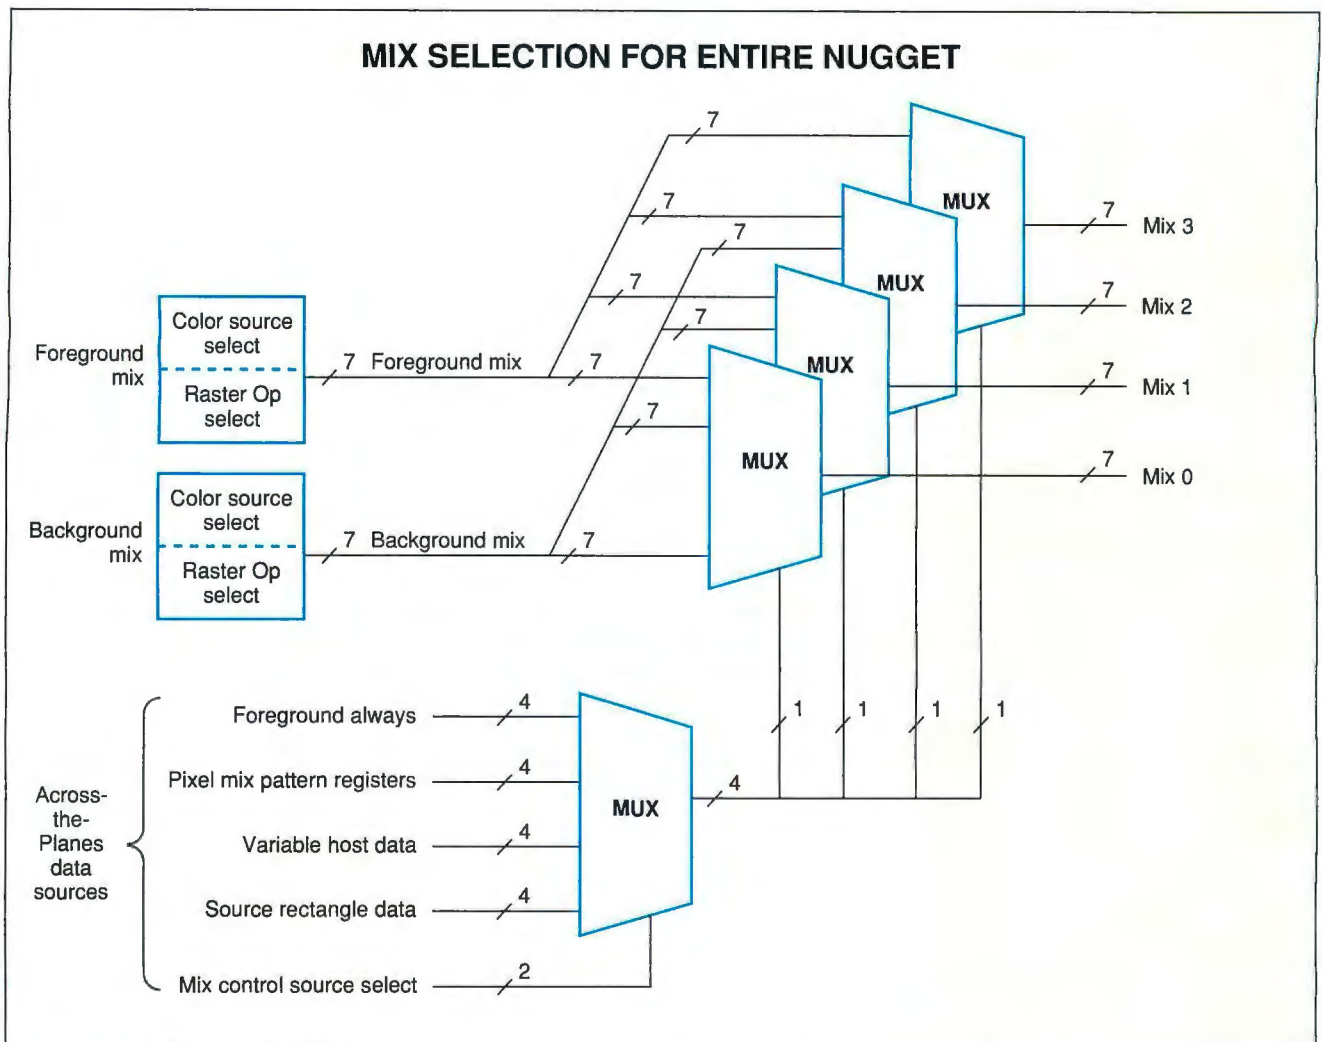 MIX SELECTION FOR ENTIRE NUGGET
7
7
7
7
7
7
7
7
MUX
MUX
MUX
MUX
7 Mix 3
7 Mix 2
7 Mix 1
7 Mix 0
Foreground
mix
Color source
select
Raster Op
select
7 Foreground mix
Background
mix
Color source
select
Raster Op
select
7 Background mix
Across-
the-
Planes
data
sources
Foreground always 4
Pixel mix pattern registers 4
Variable host data 4
Source rectangle data 4
Mix control source select 2
MUX
4
1
1
1
1